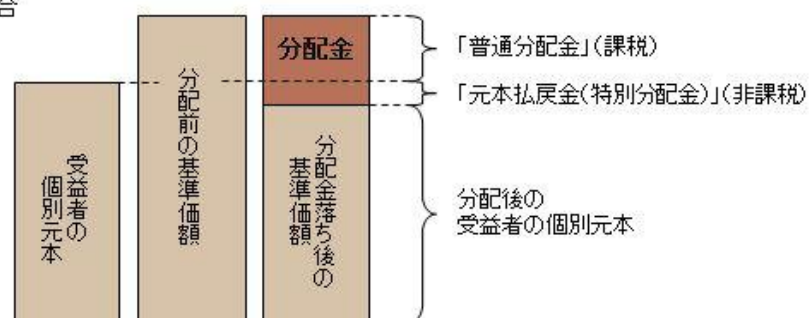 合
分配金
「普通分配金」(課税)
「元本払戻金(特別分配金)」(非課税)
受益者の
個別元本
分配前の基準価額
分配金落ち後の
基準価額
分配後の
受益者の個別元本